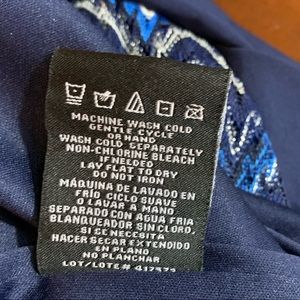 MACHINE WASH COLD
GENTLE CYCLE
OR HAND
WASH COLD SEPARATELY
NON-CHLORINE BLEACH
IF NEEDED
LAY FLAT TO DRY
DO NOT IRON
MÁQUINA DE LAVADO EN
FRÍO CICLO SUAVE
O LAVAR A MANO
SEPARADO CON AGUA FRIA
BLANQUEADOR SIN CLORO.
SI SE NECESITA
HACER SECAR EXTENDIDO
EN PLANO
NO PLANCHAR
LOT/LOTE#